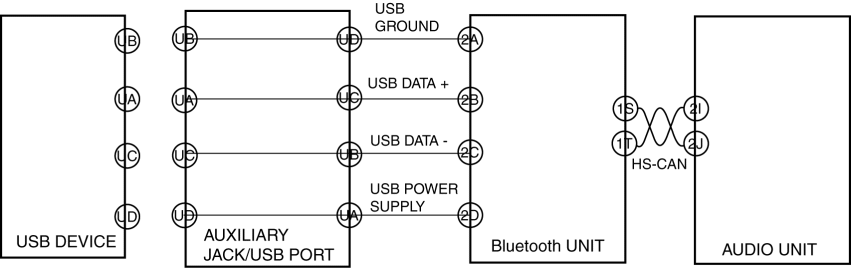 USB
GROUND
UB UB UD 2A
USB DATA +
UA UA UC 2B
1S 2I
USB DATA -
1T 2J
UC UC UB 2C
HS-CAN
USB POWER
SUPPLY
UD UD UA 2D
USB DEVICE
AUXILIARY
JACK/USB PORT
Bluetooth UNIT
AUDIO UNIT